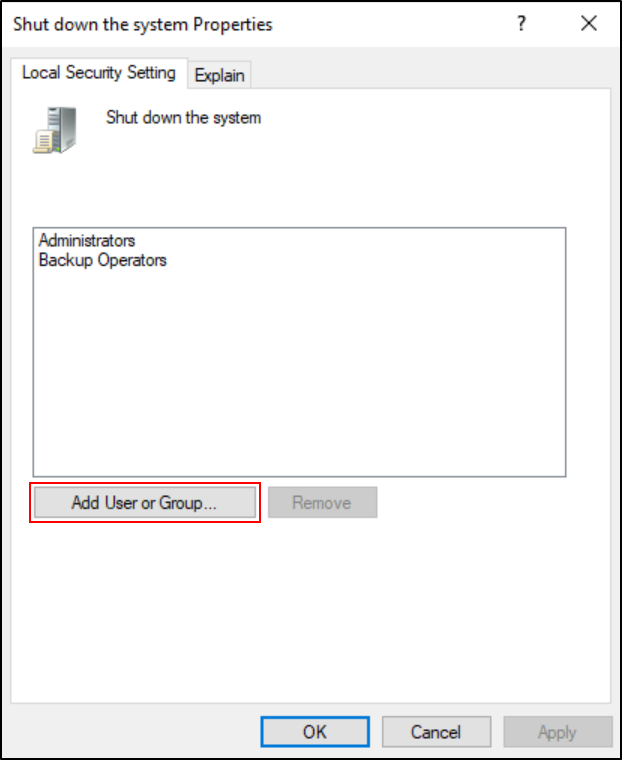 Shut down the system Properties
?
Local Security Setting
Explain
Shut down the system
Administrators
Backup Operators
Add User or Group...
Remove
OK
Cancel
Apply